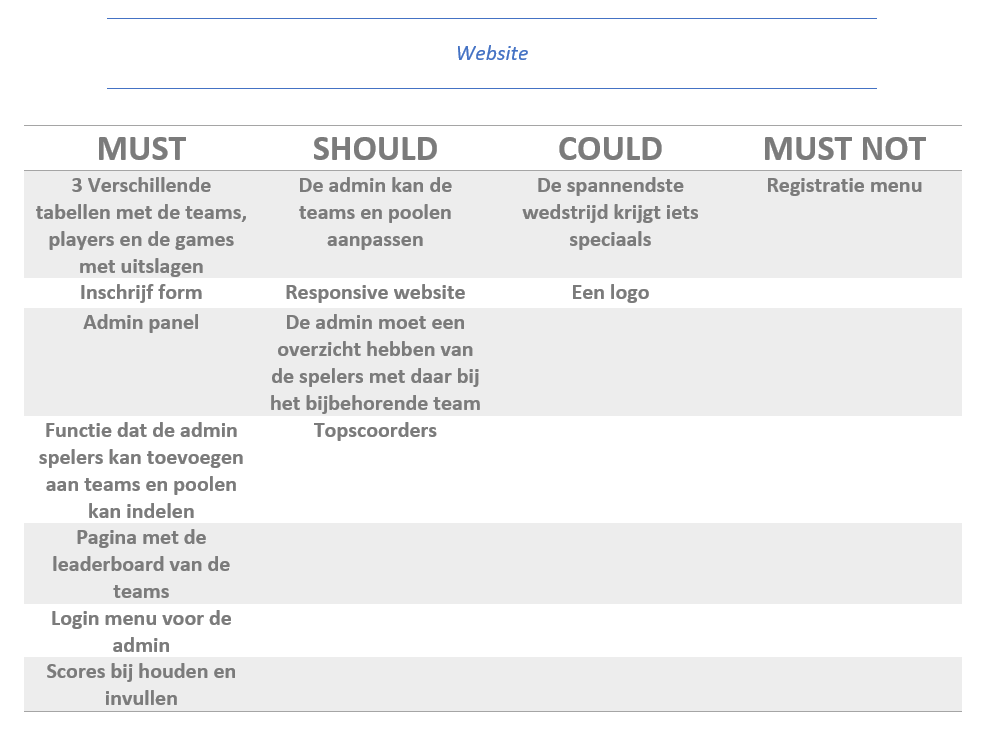 Website
MUST SHOULD COULD MUST NOT
3 Verschillende
tabellen met de teams,
players en de games
met uitslagen
De admin kan de
teams en poolen
aanpassen
De spannendste
wedstrijd krijgt iets
speciaals
Registratie menu
Inschrijf form
Responsive website
Een logo
Admin panel
De admin moet een
overzicht hebben van
de spelers met daar bij
het bijbehorende team
Functie dat de admin
spelers kan toevoegen
aan teams en poolen
kan indelen
Topscoorders
Pagina met de
leaderboard van de
teams
Login menu voor de
admin
Scores bij houden en
invullen